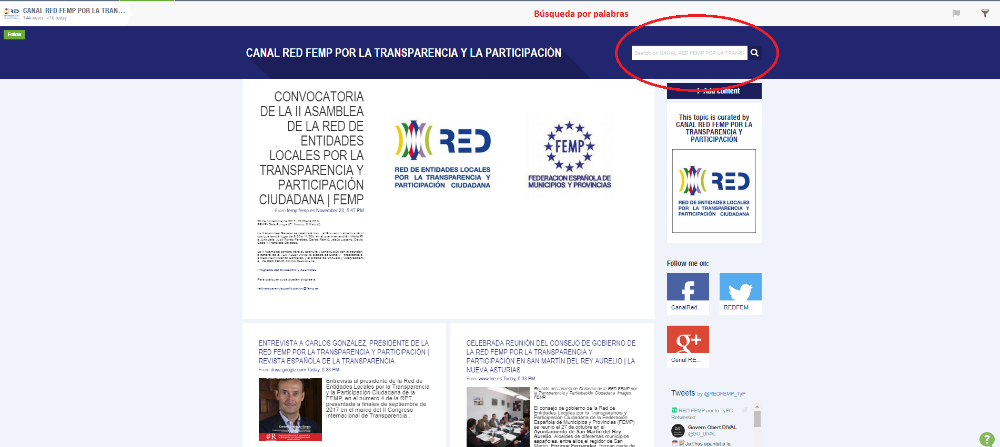 CANAL RED FEMP POR LA TRAN...
144 views | +16 today
Búsqueda por palabras
Follow
CANAL RED FEMP POR LA TRANSPARENCIA Y LA PARTICIPACIÓN
Search on CANAL RED FEMP POR LA TRANSP
+ Add content
CONVOCATORIA
DE LA II ASAMBLEA
DE LA RED DE
ENTIDADES
LOCALES POR LA
TRANSPARENCIA Y
PARTICIPACIÓN
CIUDADANA | FEMP
From femp.femp.es November 23, 5:47 PM
30 de noviembre de 2017. 12,00–14:00 h.
FEMP- Sala Europa (C/ Nuncio, 8 Madrid)
La II Asamblea General se celebrará tras el Encuentro abierto a técni
cos que tendrá lugar de 9,30 a 11,30h. en el que intervendrán María Pí
a Junquera, Judit Flórez Paredes, Carles Ramió, Jesús Lizcano, David
Cabo y Francisco Delgado.
La II Asamblea contará para su apertura y constitución con el secretari
o general de la FEMP,Juan Ávila; el alcalde de Elche y presidente d
e RED FEMP,Carlos González, y el alcalde de Orihuela y vicepresident
e de RED FEMP, Emilio Bascuñana..
Programa del Encuentro y Asamblea.
Para cualquier duda pueden dirigirse a:
redtransparenciayparticipacion@femp.es
RED
RED DE ENTIDADES LOCALES
POR LA TRANSPARENCIA Y
PARTICIPACIÓN CIUDADANA
FEMP
FEDERACION ESPAÑOLA DE
MUNICIPIOS Y PROVINCIAS
This topic is curated by
CANAL RED FEMP POR LA
TRANSPARENCIA Y
PARTICIPACIÓN
RED
RED DE ENTIDADES LOCALES
POR LA TRANSPARENCIA Y
PARTICIPACIÓN CIUDADANA
Follow me on:
CanalRed...
REDFEM...
g+
Canal RE...
ENTREVISTA A CARLOS GONZÁLEZ, PRESIDENTE DE LA
RED FEMP POR LA TRANSPARENCIA Y PARTICIPACIÓN |
REVISTA ESPAÑOLA DE LA TRANSPARENCIA
From drive.google.com Today, 6:33 PM
Entrevista al presidente de la Red de
Entidades Locales por la Transparencia
y la Participación Ciudadana de la
FEMP, en el número 4 de la RET,
presentada a finales de septiembre de
2017 en el marco del II Congreso
Internacional de Transparencia..
Carlos González Serna
#R
CELEBRADA REUNIÓN DEL CONSEJO DE GOBIERNO DE
LA RED FEMP POR LA TRANSPARENCIA Y
PARTICIPACIÓN EN SAN MARTÍN DEL REY AURELIO | LA
NUEVA ASTURIAS
From www.lne.es Today, 6:33 PM
Reunión del consejo de Gobierno de la RED FEMP por
la Transparencia y Participación Ciudadana. Imagen:
FEMP.
El consejo de gobierno de la Red de
Entidades Locales por la Transparencia y
Participación Ciudadana de la Federación
Española de Municipios y Provincias (FEMP)
se reunió el 27 de octubre en el
Ayuntamiento de San Martín del Rey
Aurelio. Alcaldes de diferentes municipios
españoles, entre ellos el regidor de San
Martín, Enrique Fernández, forman parte de
Tweets by @REDFEMP_TyP
RED FEMP por la TyPC
Retweeted
GO!
Govern Obert DIVAL
@GO_DIVAL
Ja t'has apuntat a la
?